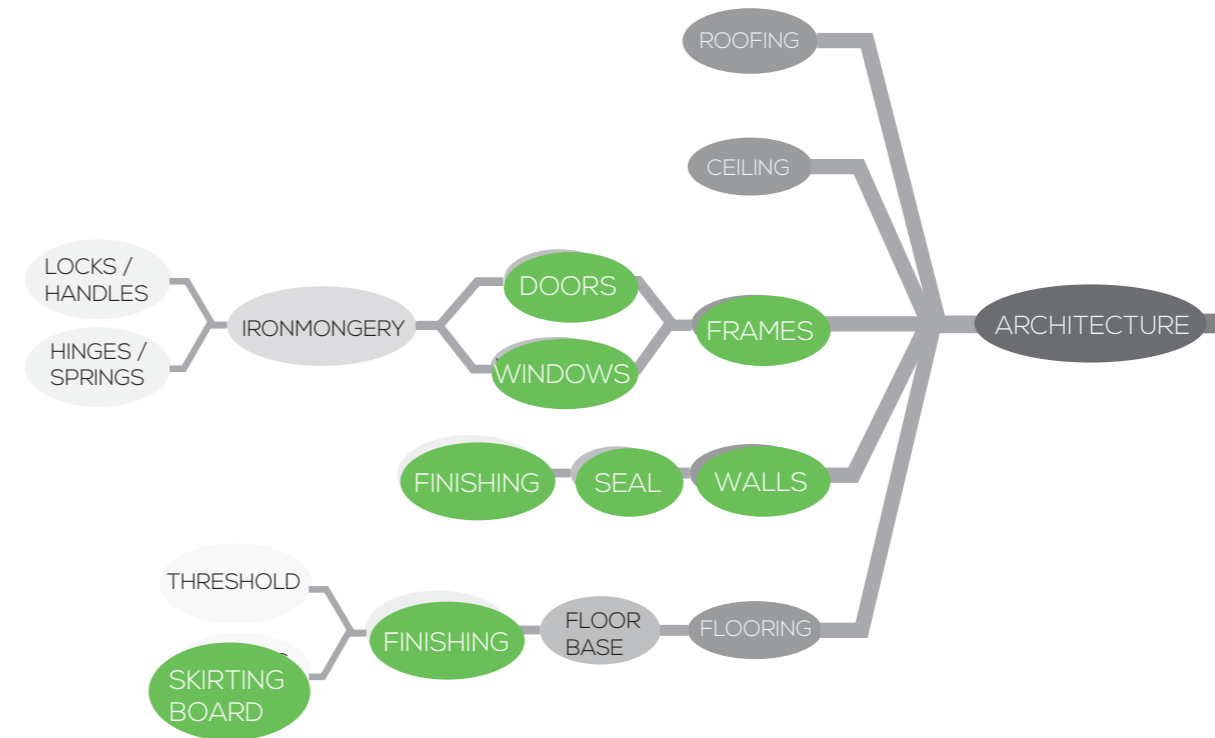 ROOFING
CEILING
LOCKS /
HANDLES
HINGES /
SPRINGS
IRONMONGERY
DOORS
WINDOWS
FRAMES
ARCHITECTURE
FINISHING
SEAL
WALLS
THRESHOLD
SKIRTING
BOARD
FINISHING
FLOOR
BASE
FLOORING